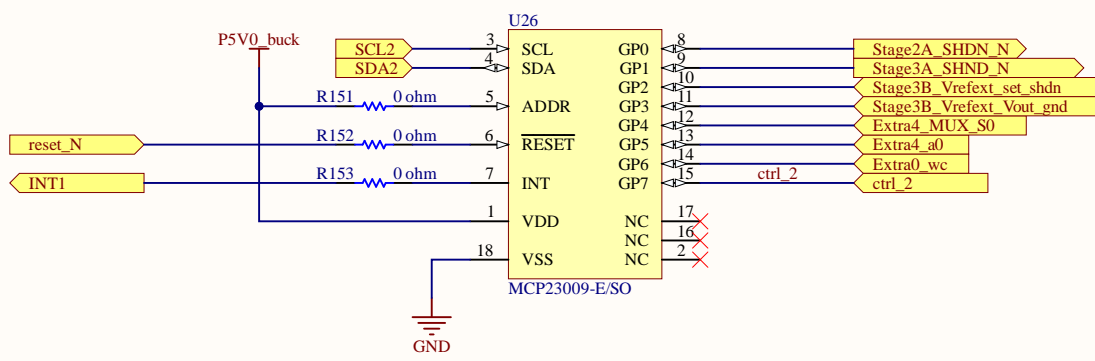 U26
P5V0_buck
SCL2 3 SCL GP0 8 Stage2A_SHDN_N
SDA2 4 SDA GP1 9 Stage3A_SHND_N
GP2 10 Stage3B_Vrefext_set_shdn
R151 0 ohm 5 ADDR GP3 11 Stage3B_Vrefext_Vout_gnd
GP4 12 Extra4_MUX_S0
reset_N R152 0 ohm 6 RESET GP5 13 Extra4_a0
GP6 14 Extra0_wc
INT1 R153 0 ohm 7 INT GP7 15 ctrl_2 ctrl_2
1 VDD NC 17
NC 16
18 VSS NC 2
MCP23009-E/SO
GND